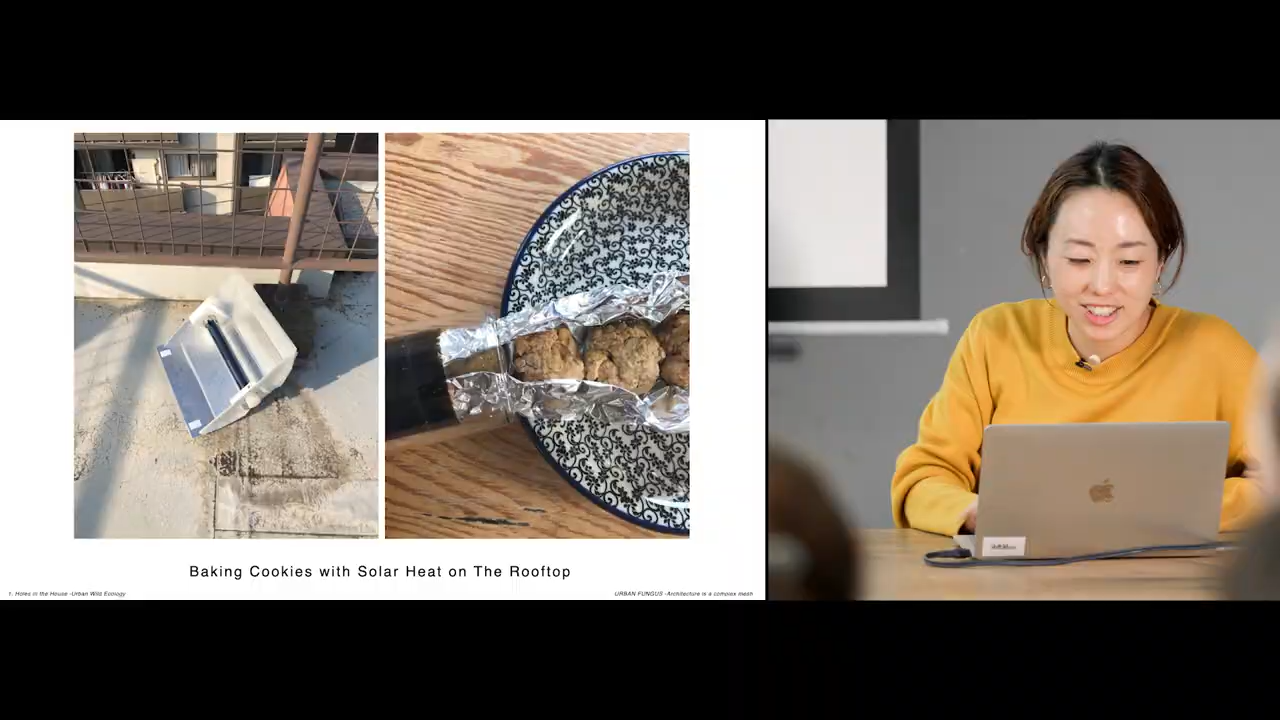 Baking Cookies with Solar Heat on The Rooftop
1. Holes in the House -Urban Wild Ecology
URBAN FUNGUS -Architecture is a complex mesh